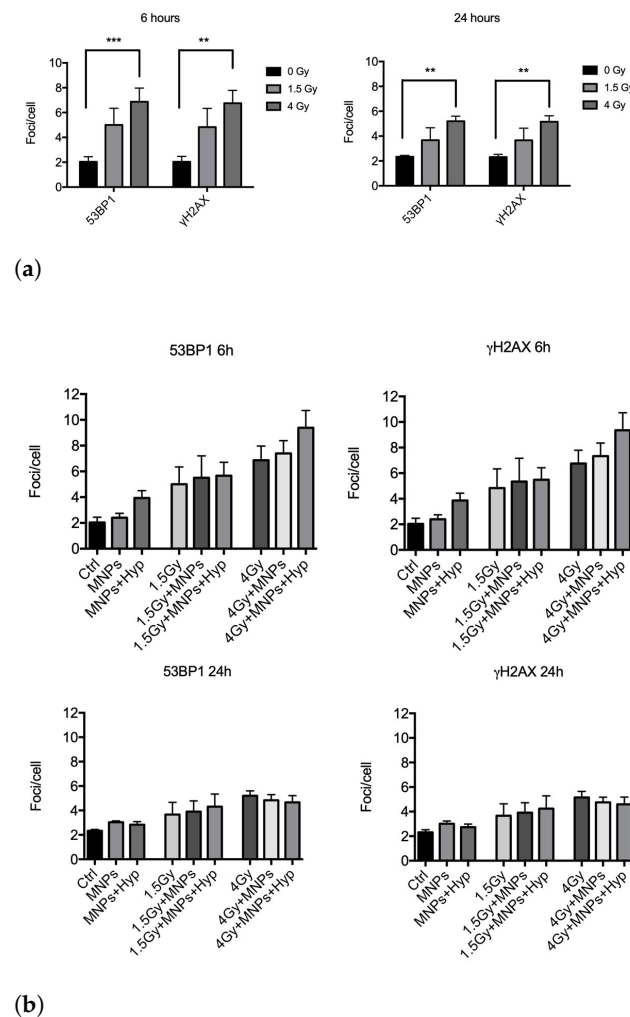 6 hours
***
**
0 Gy
1.5 Gy
4 Gy
Foci/cell
10
8
6
4
2
0
53BP1
γH2AX
24 hours
**
**
0 Gy
1.5 Gy
4 Gy
Foci/cell
10
8
6
4
2
0
53BP1
γH2AX
(a)
53BP1 6h
Foci/cell
12
10
8
6
4
2
0
Ctrl
MNPs
MNPs+Hyp
1.5Gy
1.5Gy+MNPs
1.5Gy+MNPs+Hyp
4Gy
4Gy+MNPs
4Gy+MNPs+Hyp
γH2AX 6h
Foci/cell
12
10
8
6
4
2
0
Ctrl
MNPs
MNPs+Hyp
1.5Gy
1.5Gy+MNPs
1.5Gy+MNPs+Hyp
4Gy
4Gy+MNPs
4Gy+MNPs+Hyp
53BP1 24h
Foci/cell
12
10
8
6
4
2
0
Ctrl
MNPs
MNPs+Hyp
1.5Gy
1.5Gy+MNPs
1.5Gy+MNPs+Hyp
4Gy
4Gy+MNPs
4Gy+MNPs+Hyp
γH2AX 24h
Foci/cell
12
10
8
6
4
2
0
Ctrl
MNPs
MNPs+Hyp
1.5Gy
1.5Gy+MNPs
1.5Gy+MNPs+Hyp
4Gy
4Gy+MNPs
4Gy+MNPs+Hyp
(b)